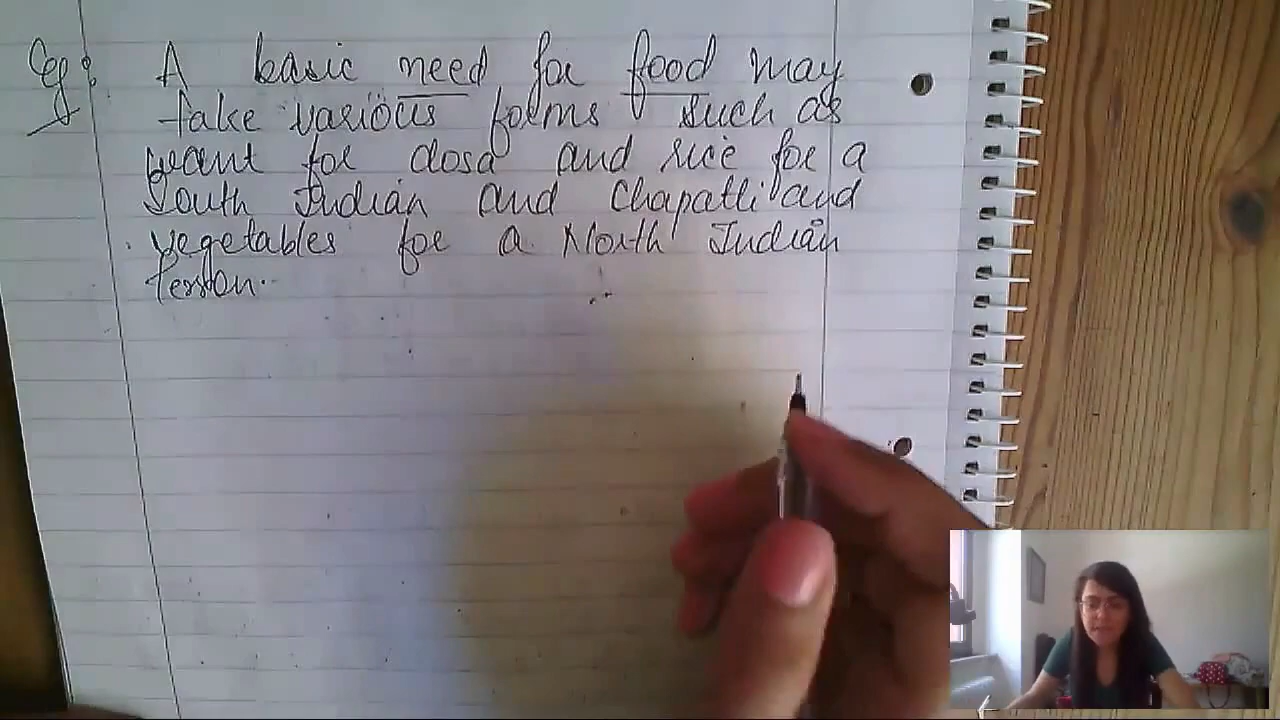 Eg: A basic need for food may
take various forms such as
want for dosa and rice for a
South Indian and Chapatti and
vegetables for a North Indian
Person.